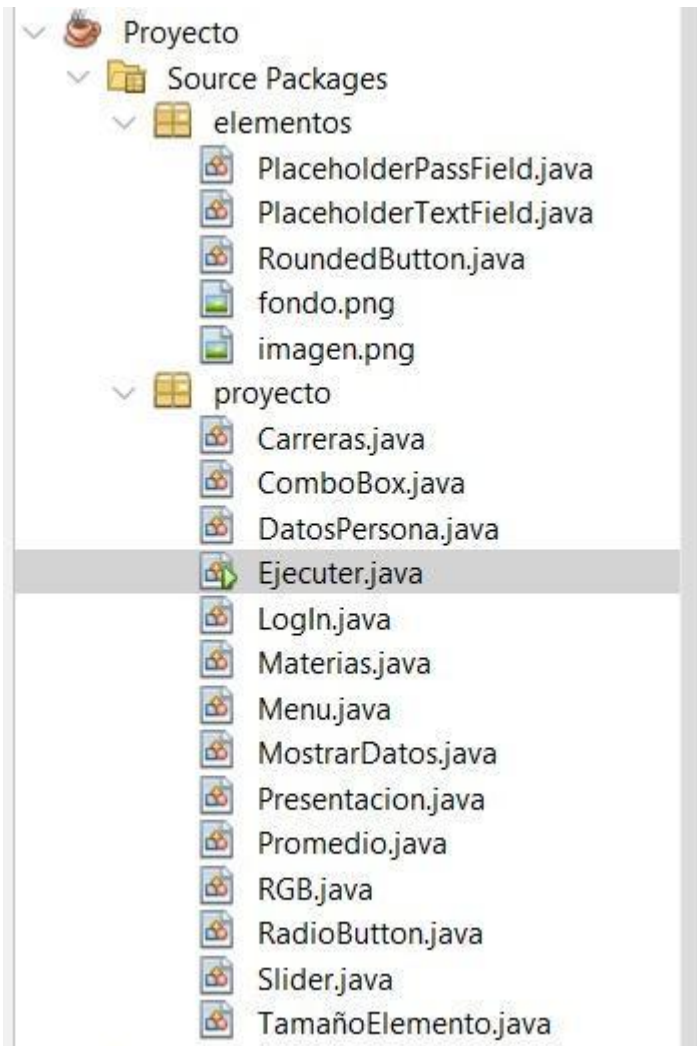 Proyecto
Source Packages
elementos
PlaceholderPassField.java
PlaceholderTextField.java
RoundedButton.java
fondo.png
imagen.png
proyecto
Carreras.java
ComboBox.java
DatosPersona.java
Ejecuter.java
LogIn.java
Materias.java
Menu.java
MostrarDatos.java
Presentacion.java
Promedio.java
RGB.java
RadioButton.java
Slider.java
TamañoElemento.java